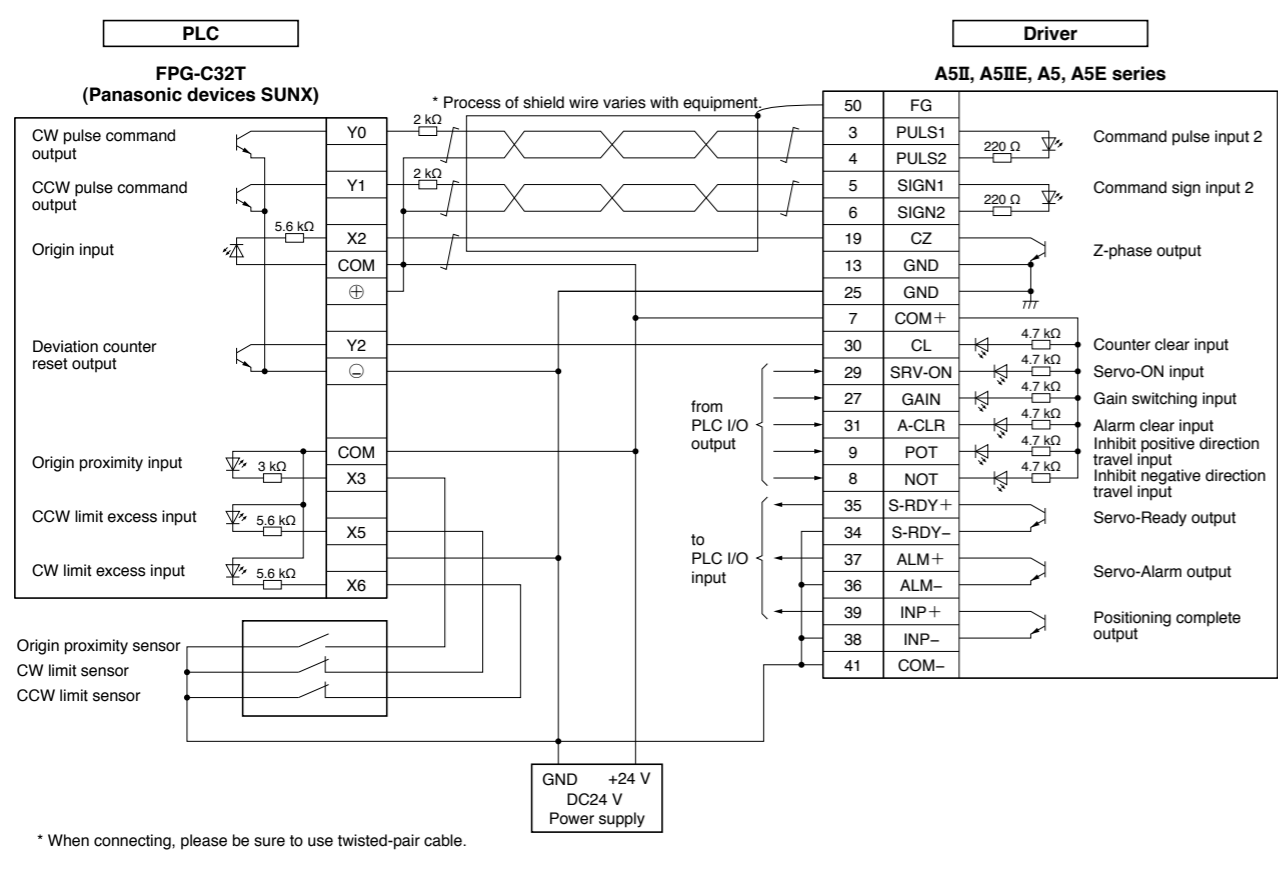 PLC
Driver
FPG-C32T
(Panasonic devices SUNX)
A5II, A5IIE, A5, A5E series
* Process of shield wire varies with equipment.
CW pulse command
output
CCW pulse command
output
Origin input
Deviation counter
reset output
Origin proximity input
CCW limit excess input
CW limit excess input
5.6 kΩ
3 kΩ
5.6 kΩ
5.6 kΩ
Y0
Y1
X2
COM
⊕
Y2
⊖
COM
X3
X5
X6
2 kΩ
2 kΩ
Origin proximity sensor
CW limit sensor
CCW limit sensor
from
PLC I/O
output
to
PLC I/O
input
50 FG
3 PULS1
4 PULS2
5 SIGN1
6 SIGN2
19 CZ
13 GND
25 GND
7 COM+
30 CL
29 SRV-ON
27 GAIN
31 A-CLR
9 POT
8 NOT
35 S-RDY+
34 S-RDY−
37 ALM+
36 ALM−
39 INP+
38 INP−
41 COM−
220 Ω
220 Ω
4.7 kΩ
4.7 kΩ
4.7 kΩ
4.7 kΩ
4.7 kΩ
4.7 kΩ
Command pulse input 2
Command sign input 2
Z-phase output
Counter clear input
Servo-ON input
Gain switching input
Alarm clear input
Inhibit positive direction
travel input
Inhibit negative direction
travel input
Servo-Ready output
Servo-Alarm output
Positioning complete
output
GND +24 V
DC24 V
Power supply
* When connecting, please be sure to use twisted-pair cable.